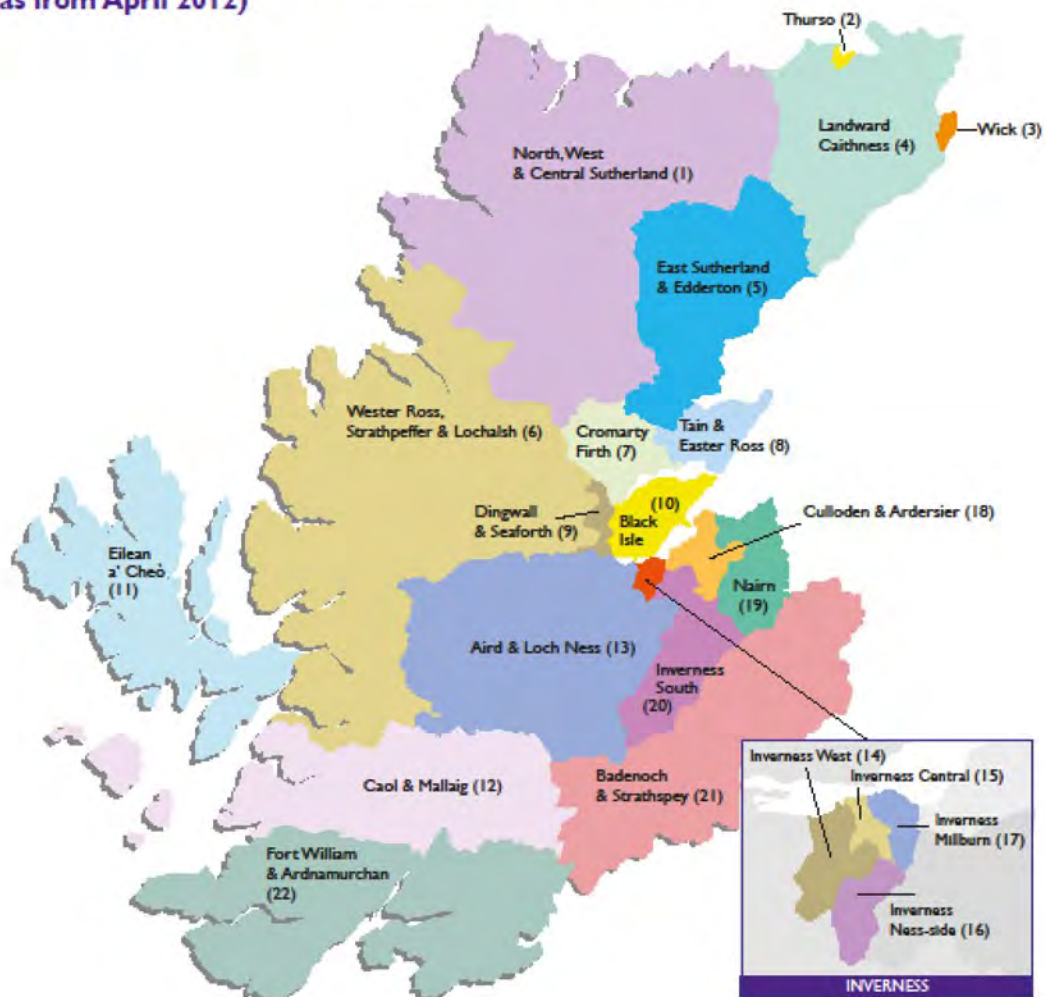 as from April 2012)
Thurso (2)
Landward
Caithness (4)
Wick (3)
North, West
& Central Sutherland (1)
East Sutherland
& Edderton (5)
Wester Ross,
Strathpeffer & Lochalsh (6)
Cromarty
Firth (7)
Tain &
Easter Ross (8)
Dingwall
& Seaforth (9)
(10)
Black
Isle
Culloden & Ardersier (18)
Eilean
a' Cheò
(11)
Nairn
(19)
Aird & Loch Ness (13)
Inverness
South
(20)
Caol & Mallaig (12)
Badenoch
& Strathspey (21)
Fort William
& Ardnamurchan
(22)
Inverness West (14)
Inverness Central (15)
Inverness
Millburn (17)
Inverness
Ness-side (16)
INVERNESS